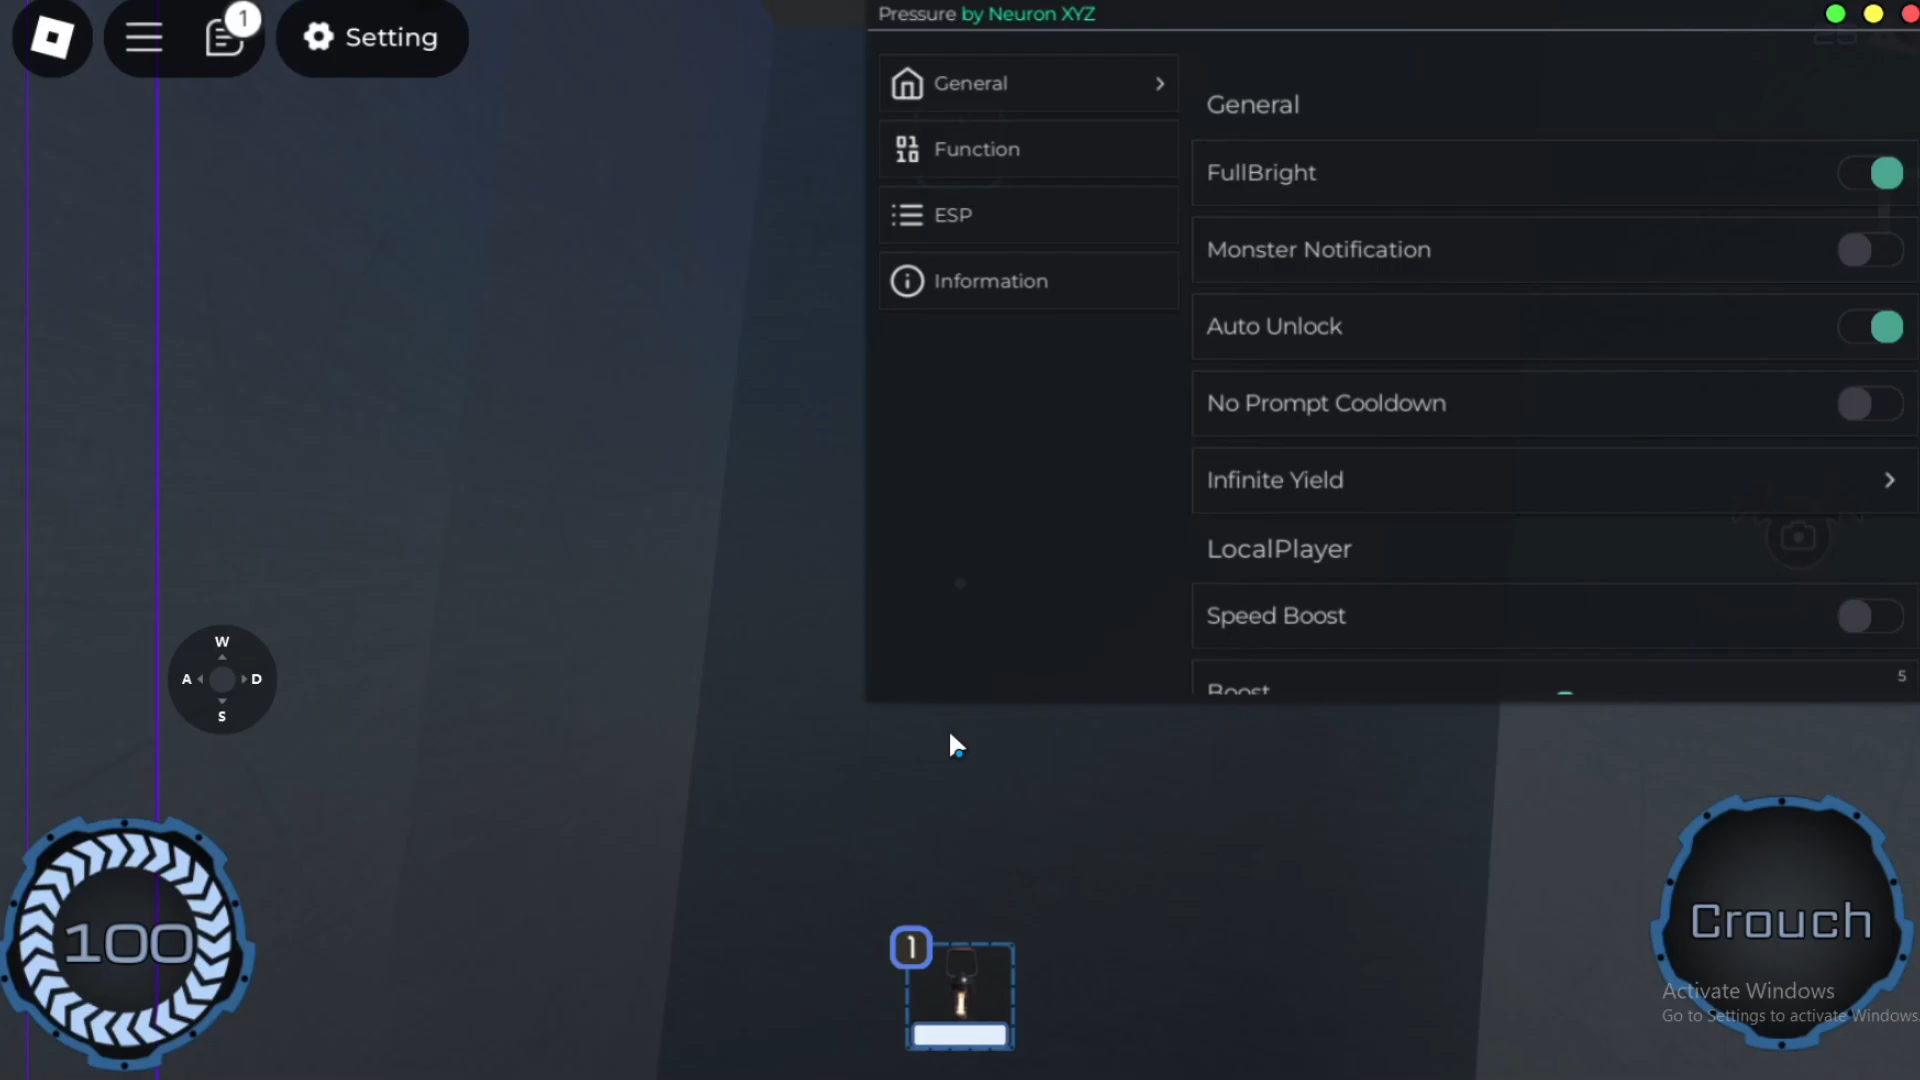 1
Setting
Pressure by Neuron XYZ
General
Function
ESP
Information
General
FullBright
Monster Notification
Auto Unlock
No Prompt Cooldown
Infinite Yield
LocalPlayer
Speed Boost
Boost
5
W
A
D
S
100
1
Crouch
Activate Windows
Go to Settings to activate Windows.